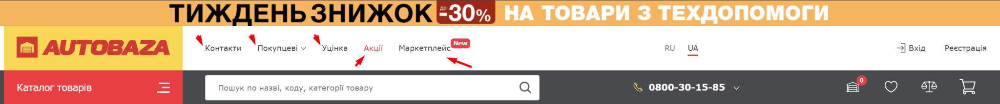 ТИЖДЕНЬ ЗНИЖОК до -30% НА ТОВАРИ З ТЕХДОПОМОГИ
AUTOBAZA
Контакти Покупцеві Уцінка Акції Маркетплейс New RU UA Вхід Реєстрація
Каталог товарів Пошук по назві, коду, категорії товару 0800-30-15-85 0